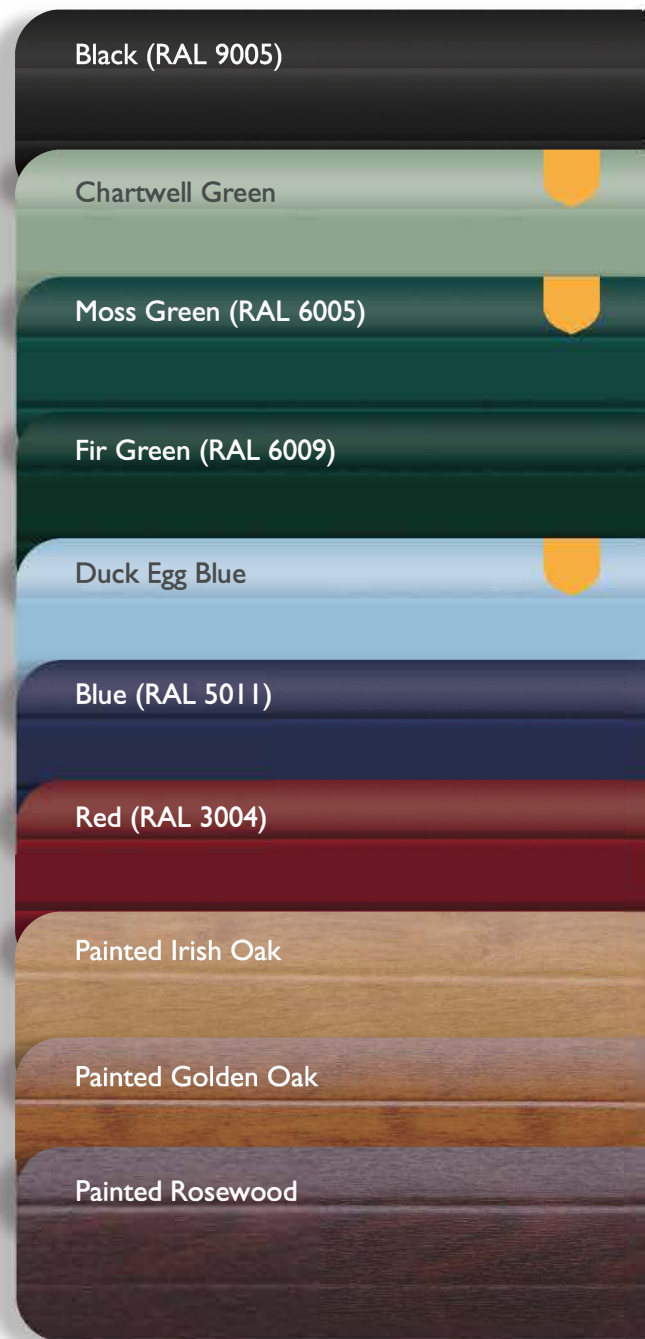 Black (RAL 9005)
Chartwell Green
Moss Green (RAL 6005)
Fir Green (RAL 6009)
Duck Egg Blue
Blue (RAL 5011)
Red (RAL 3004)
Painted Irish Oak
Painted Golden Oak
Painted Rosewood